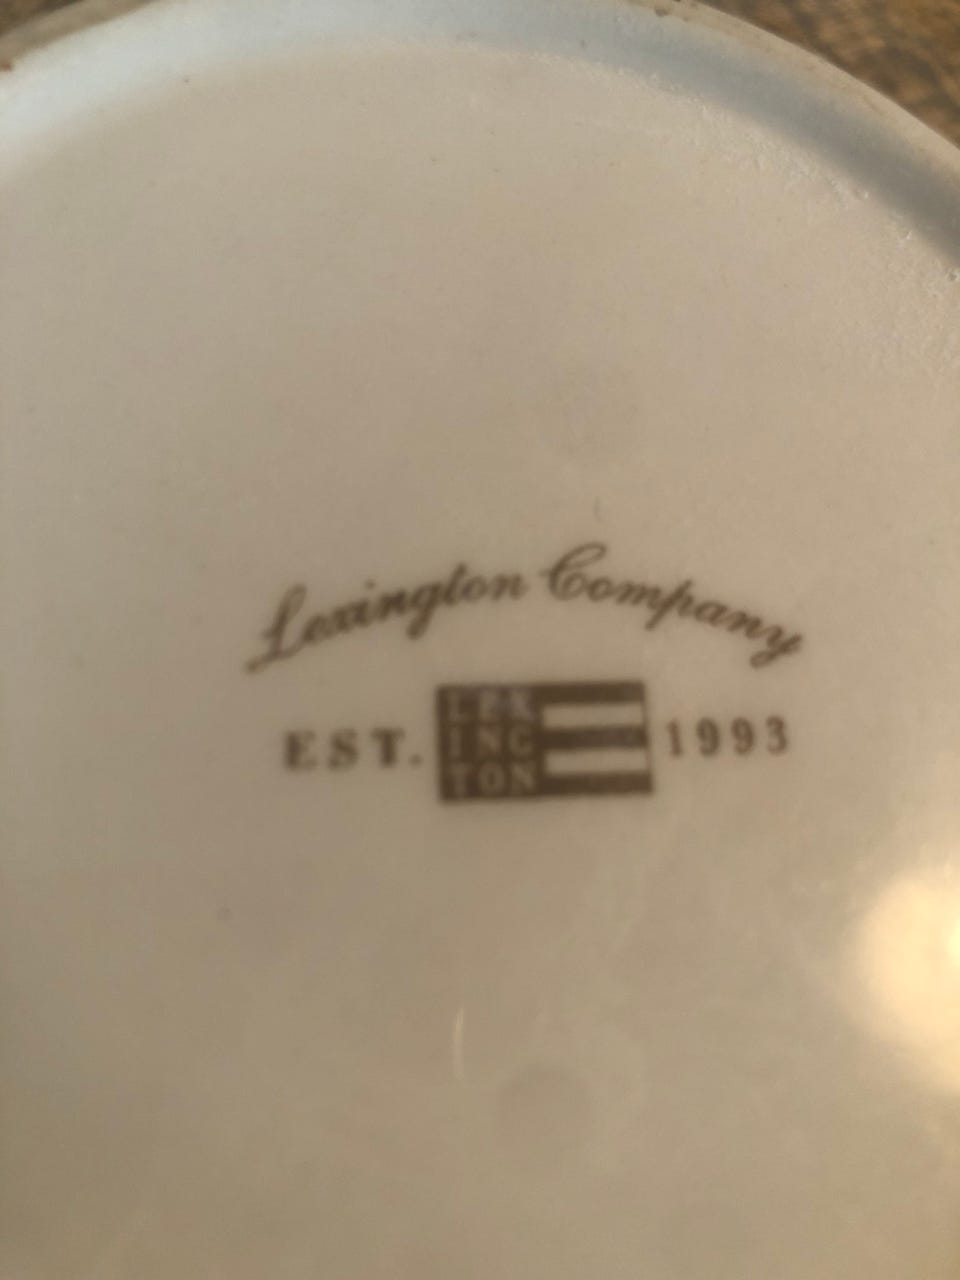 Lexington Company
EST. 1993
LEX
ING
TON